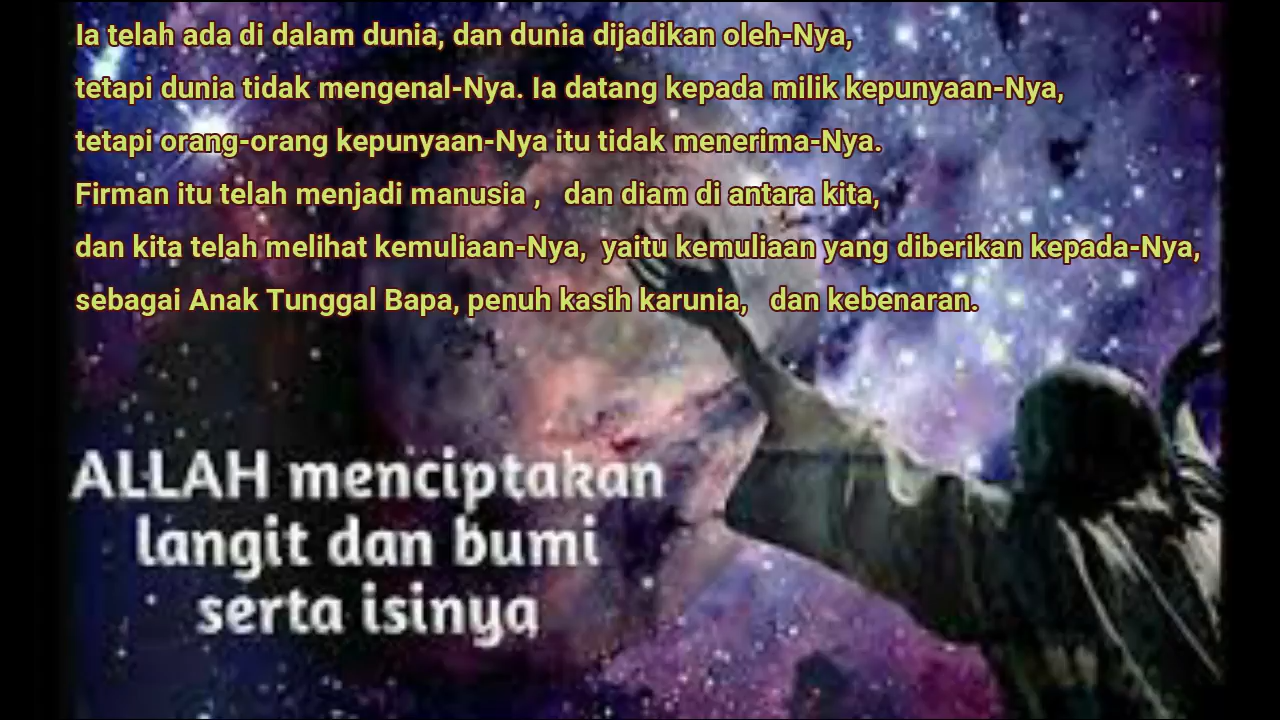 Ia telah ada di dalam dunia, dan dunia dijadikan oleh-Nya,
tetapi dunia tidak mengenal-Nya. Ia datang kepada milik kepunyaan-Nya,
tetapi orang-orang kepunyaan-Nya itu tidak menerima-Nya.
Firman itu telah menjadi manusia ,   dan diam di antara kita,
dan kita telah melihat kemuliaan-Nya,  yaitu kemuliaan yang diberikan kepada-Nya,
sebagai Anak Tunggal Bapa, penuh kasih karunia,   dan kebenaran.
ALLAH menciptakan
langit dan bumi
serta isinya